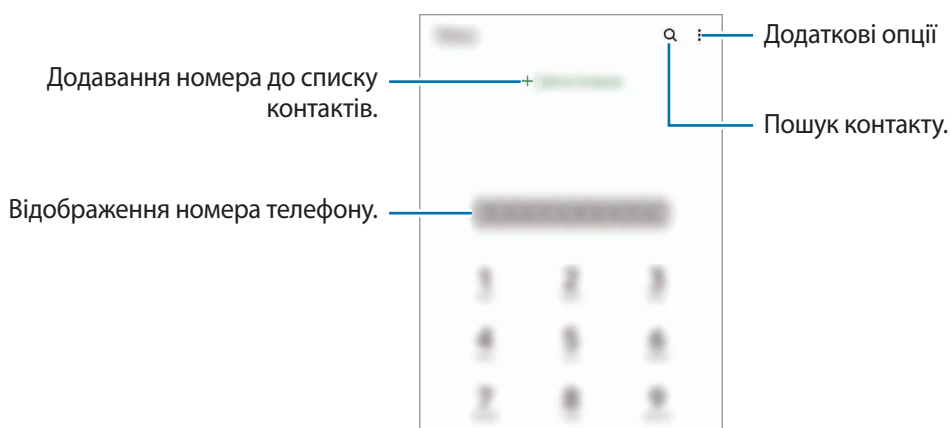 Додаткові опції
Додавання номера до списку
контактів.
Пошук контакту.
Відображення номера телефону.
+
1
2
3
4
5
6
7
8
9